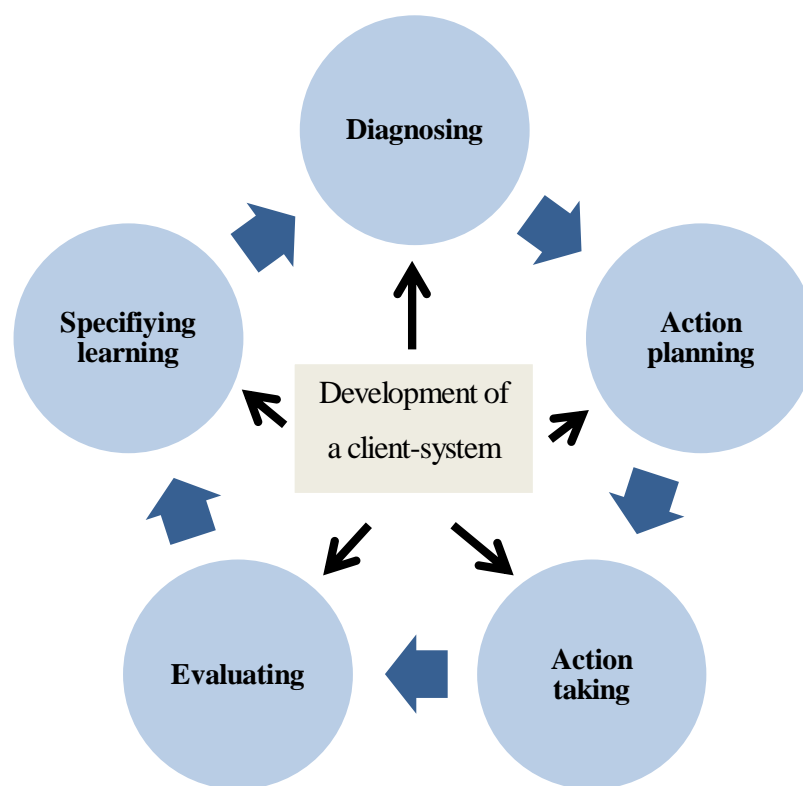 Diagnosing
Action
planning
Action
taking
Evaluating
Specifiying
learning
Development of
a client-system